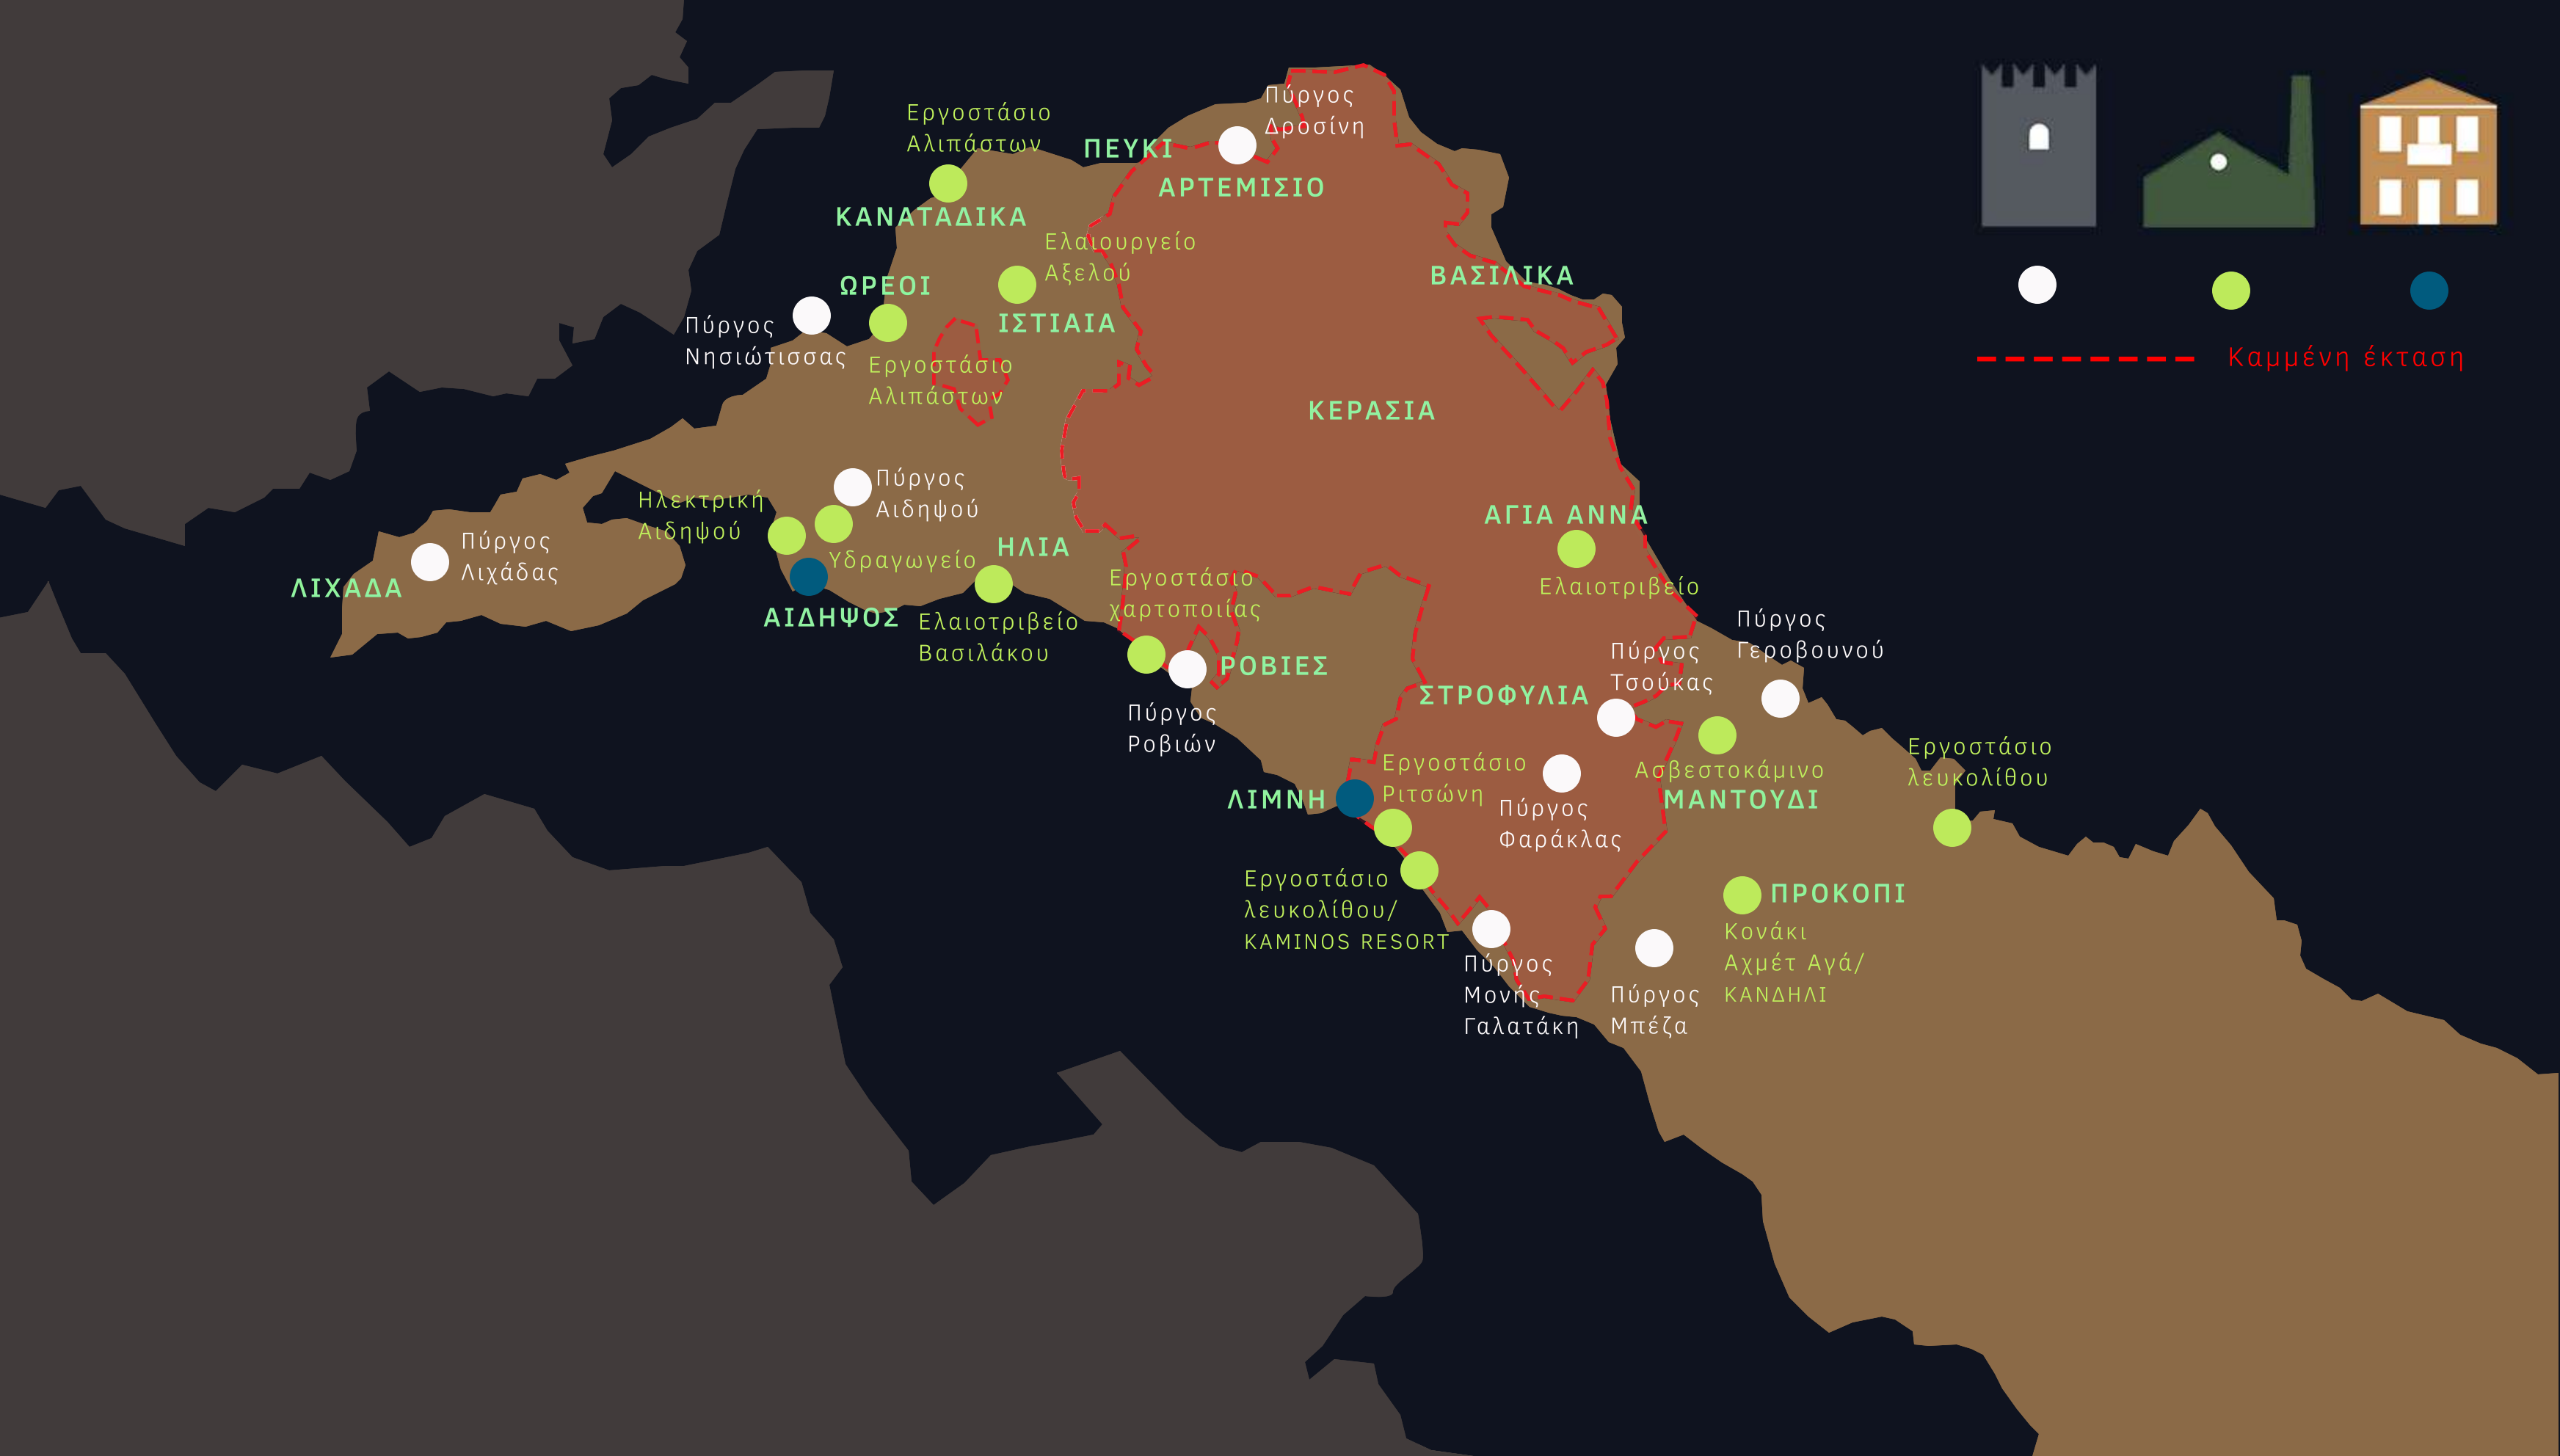 Πύργος
Δροσίνη
Εργοστάσιο
Αλιπάστων
ΠΕΥΚΙ
ΑΡΤΕΜΙΣΙΟ
ΚΑΝΑΤΑΔΙΚΑ
Ελαιουργείο
Αξελού
ΩΡΕΟΙ
ΒΑΣΙΛΙΚΑ
Πύργος
Νησιώτισσας
ΙΣΤΙΑΙΑ
Καμμένη έκταση
Εργοστάσιο
Αλιπάστων
ΚΕΡΑΣΙΑ
Πύργος
Αιδηψού
Ηλεκτρική
Αιδηψού
ΑΓΙΑ ΑΝΝΑ
Πύργος
Λιχάδας
ΗΛΙΑ
Υδραγωγείο
ΛΙΧΑΔΑ
Εργοστάσιο
χαρτοποιίας
Ελαιοτριβείο
ΑΙΔΗΨΟΣ
Ελαιοτριβείο
Βασιλάκου
Πύργος
Γεροβουνού
Πύργος
Τσούκας
ΡΟΒΙΕΣ
ΣΤΡΟΦΥΛΙΑ
Πύργος
Ροβιών
Εργοστάσιο
λευκολίθου
Εργοστάσιο
Ριτσώνη
Ασβεστοκάμινο
ΛΙΜΝΗ
Πύργος
Φαράκλας
ΜΑΝΤΟΥΔΙ
Εργοστάσιο
λευκολίθου/
KAMINOS RESORT
ΠΡΟΚΟΠΙ
Κονάκι
Αχμέτ Αγά/
ΚΑΝΔΗΛΙ
Πύργος
Μονής
Γαλατάκη
Πύργος
Μπέζα